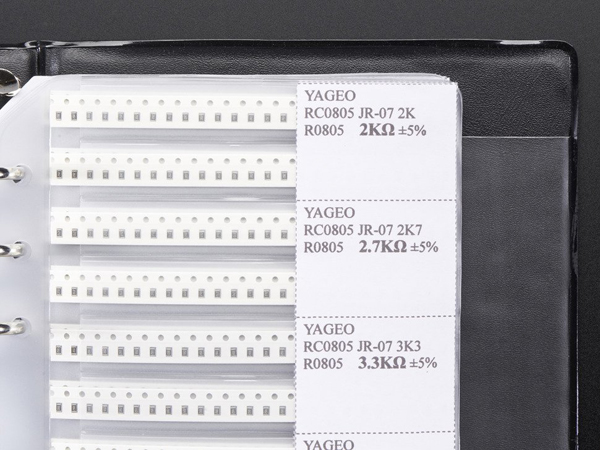 YAGEO
RC0805 JR-07 2K
R0805 2KΩ ±5%
YAGEO
RC0805 JR-07 2K7
R0805 2.7KΩ ±5%
YAGEO
RC0805 JR-07 3K3
R0805 3.3KΩ ±5%
YAGEO